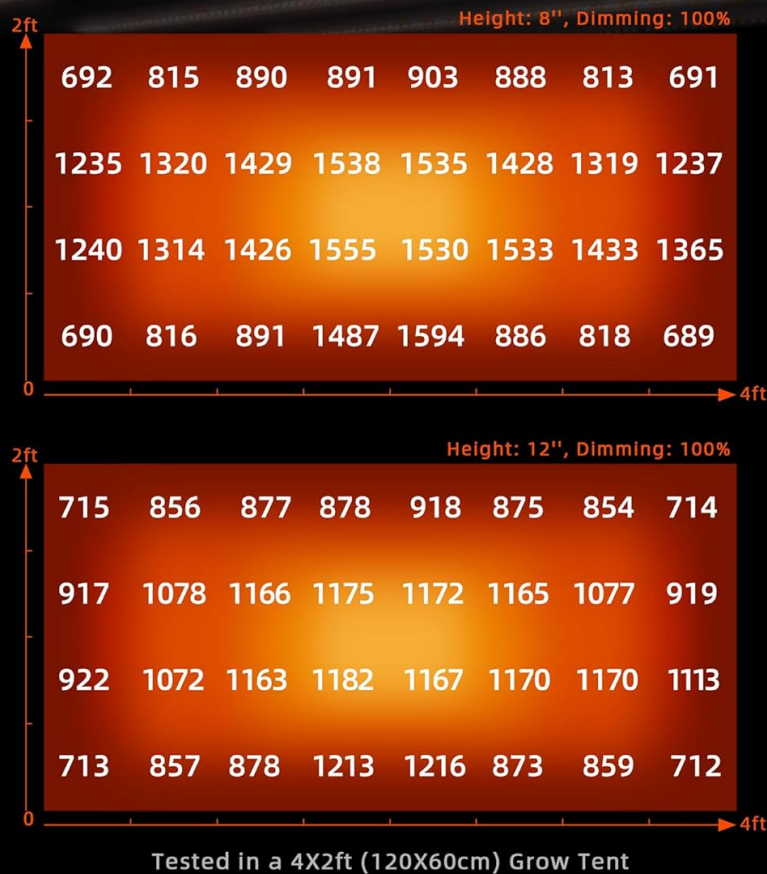 Height: 8'', Dimming: 100%
2ft
692 815 890 891 903 888 813 691
1235 1320 1429 1538 1535 1428 1319 1237
1240 1314 1426 1555 1530 1533 1433 1365
690 816 891 1487 1594 886 818 689
0
4ft
Height: 12'', Dimming: 100%
2ft
715 856 877 878 918 875 854 714
917 1078 1166 1175 1172 1165 1077 919
922 1072 1163 1182 1167 1170 1170 1113
713 857 878 1213 1216 873 859 712
0
4ft
Tested in a 4X2ft (120X60cm) Grow Tent